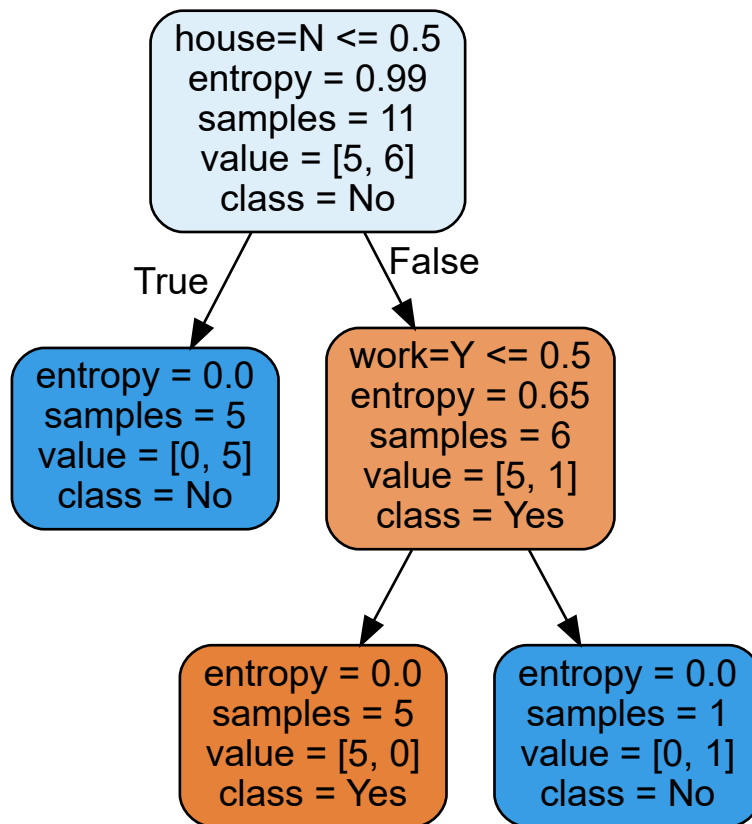 house=N <= 0.5
entropy = 0.99
samples = 11
value = [5, 6]
class = No
True
False
entropy = 0.0
samples = 5
value = [0, 5]
class = No
work=Y <= 0.5
entropy = 0.65
samples = 6
value = [5, 1]
class = Yes
entropy = 0.0
samples = 5
value = [5, 0]
class = Yes
entropy = 0.0
samples = 1
value = [0, 1]
class = No